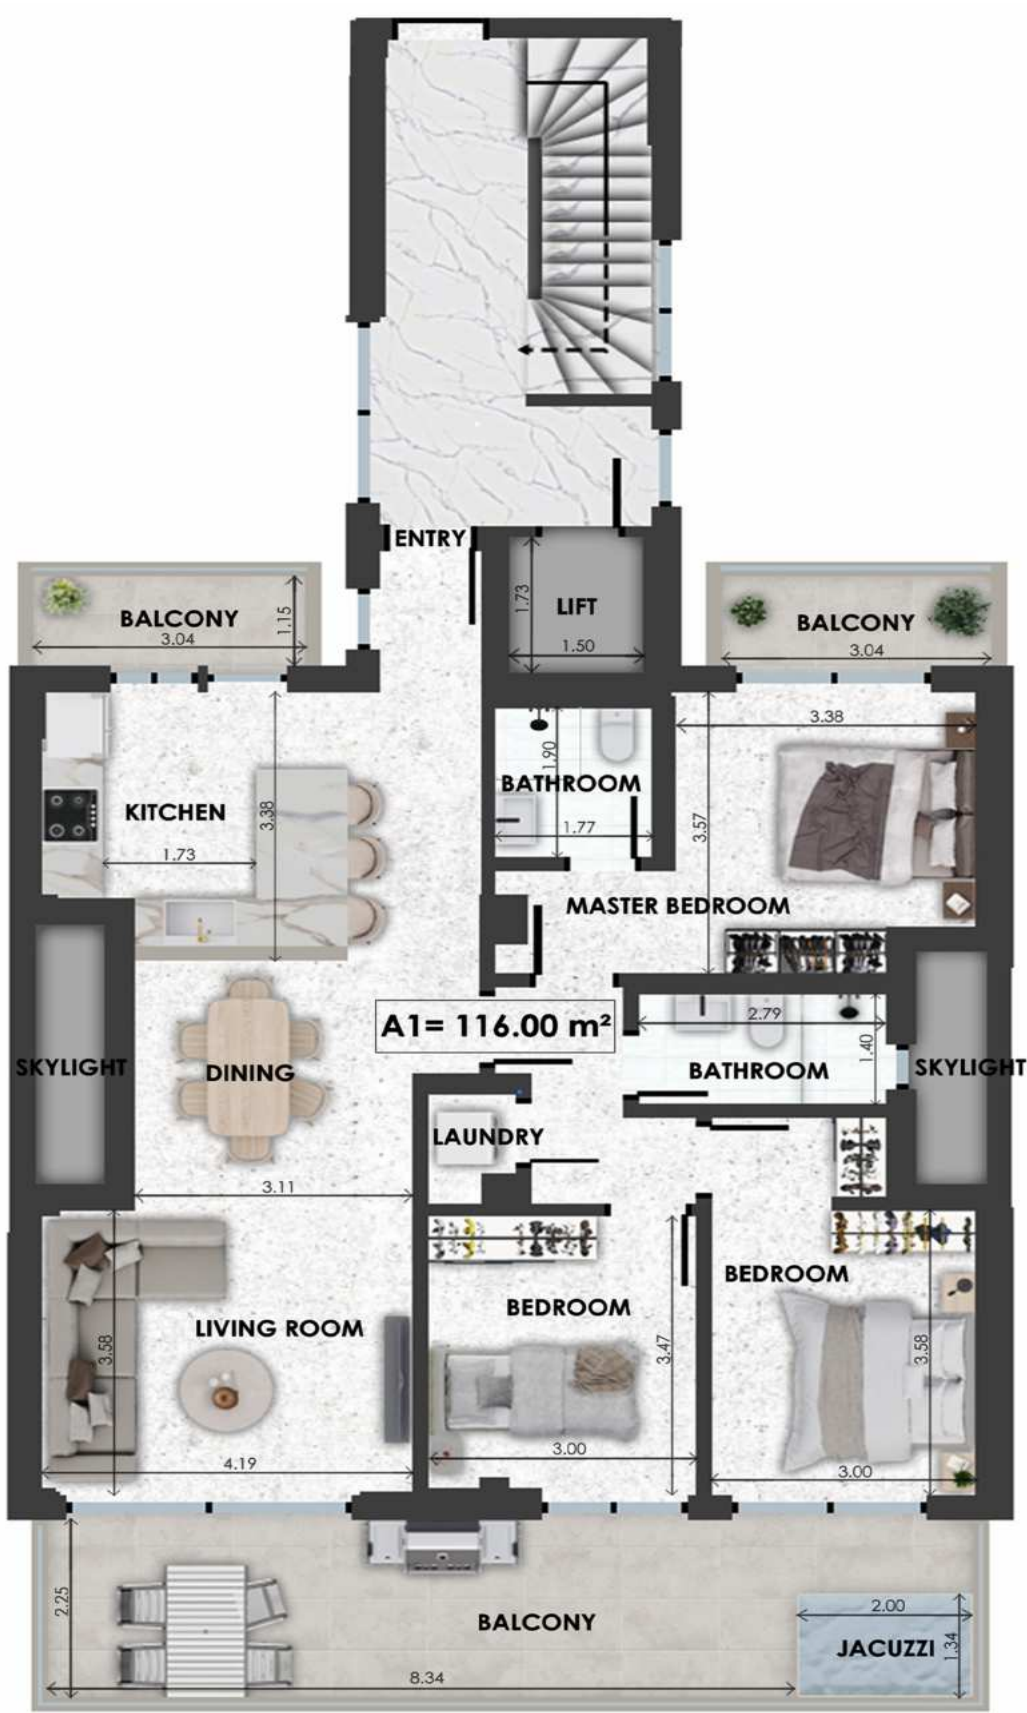 ENTRY
BALCONY
3.04
1.15
1.73
LIFT
1.50
BALCONY
3.04
3.38
1.90
BATHROOM
1.77
3.57
KITCHEN
3.38
1.73
MASTER BEDROOM
A1= 116.00 m²
2.79
1.40
SKYLIGHT
DINING
BATHROOM
SKYLIGHT
LAUNDRY
3.11
BEDROOM
BEDROOM
LIVING ROOM
3.58
3.47
3.58
4.19
3.00
3.00
2.25
BALCONY
2.00
JACUZZI
1.34
8.34